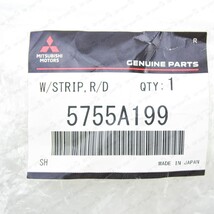 MITSUBISHI
MOTORS
GENUINE PARTS
W/STRIP,R/D QTY:1
5755A199
SH
MADE IN JAPAN